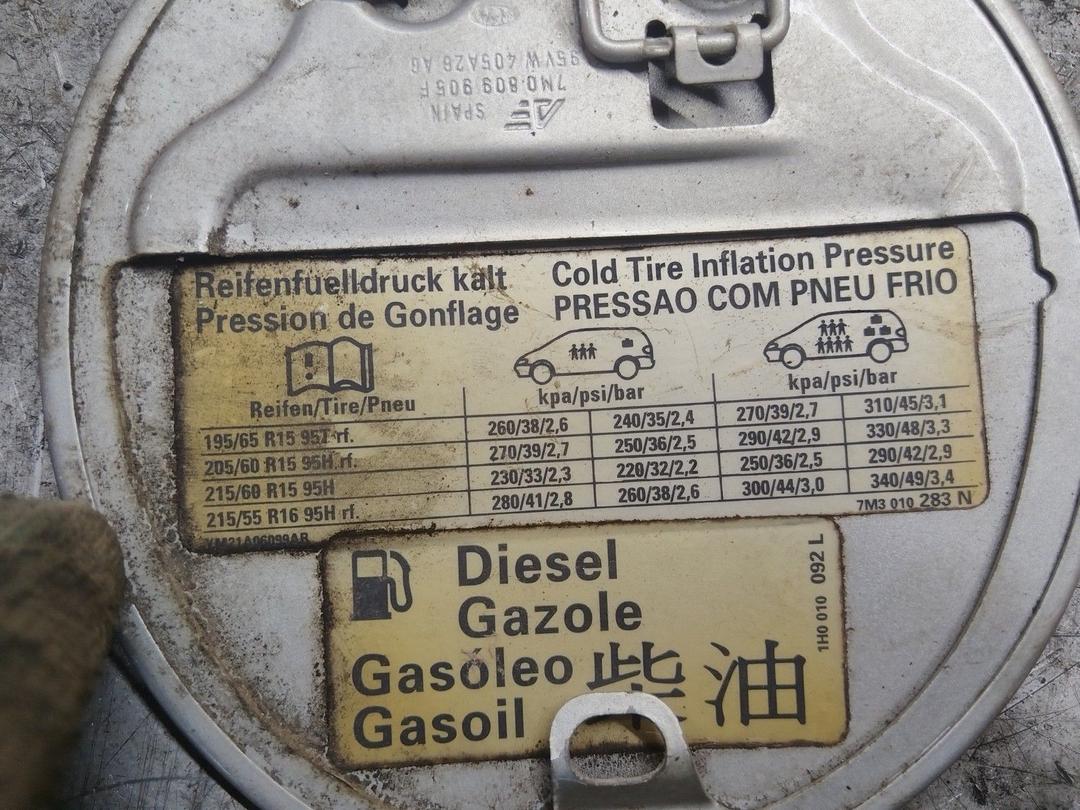 95VW 405A26 AG
7M0 809 905 F
SPAIN
Reifenfuelldruck kalt
Pression de Gonflage
Cold Tire Inflation Pressure
PRESSAO COM PNEU FRIO
Reifen/Tire/Pneu kpa/psi/bar kpa/psi/bar
195/65 R15 95T rf. 260/38/2,6 240/35/2,4 270/39/2,7 310/45/3,1
205/60 R15 95H rf. 270/39/2,7 250/36/2,5 290/42/2,9 330/48/3,3
215/60 R15 95H 230/33/2,3 220/32/2,2 250/36/2,5 290/42/2,9
215/55 R16 95H rf. 280/41/2,8 260/38/2,6 300/44/3,0 340/49/3,4
7M3 010 283 N
Diesel
Gazole
Gasóleo
Gasoil
柴油
1H0 010 092 L